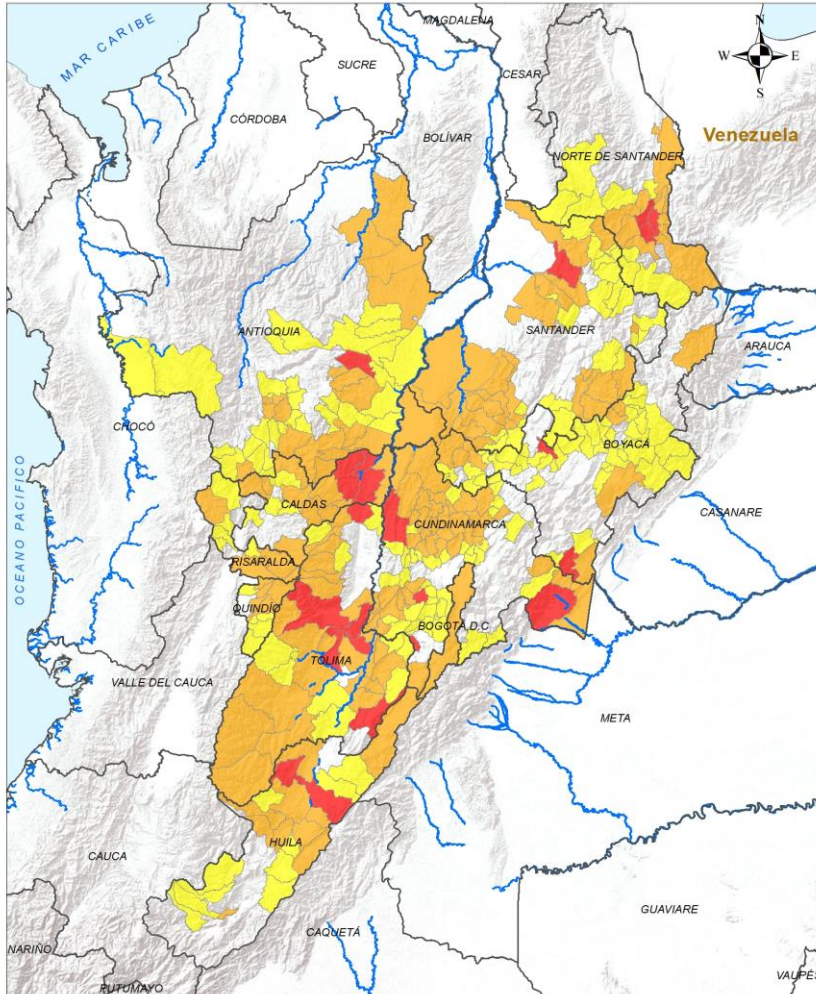 MAGDALENA
MAR CARIBE
N
SUCRE
W
E
CESAR
S
CÓRDOBA
BOLÍVAR
Venezuela
NORTE DE SANTANDER
ANTIOQUIA
SANTANDER
ARAUCA
CHOCÓ
BOYACÁ
CALDAS
CASANARE
CUNDINAMARCA
OCEANO PACIFICO
RISARALDA
QUINDÍO
BOGOTÁ, D.C
TOLIMA
VALLE DEL CAUCA
META
HUILA
CAUCA
GUAVIARE
CAQUETÁ
NARIÑO
PUTUMAYO
VAUPÉS